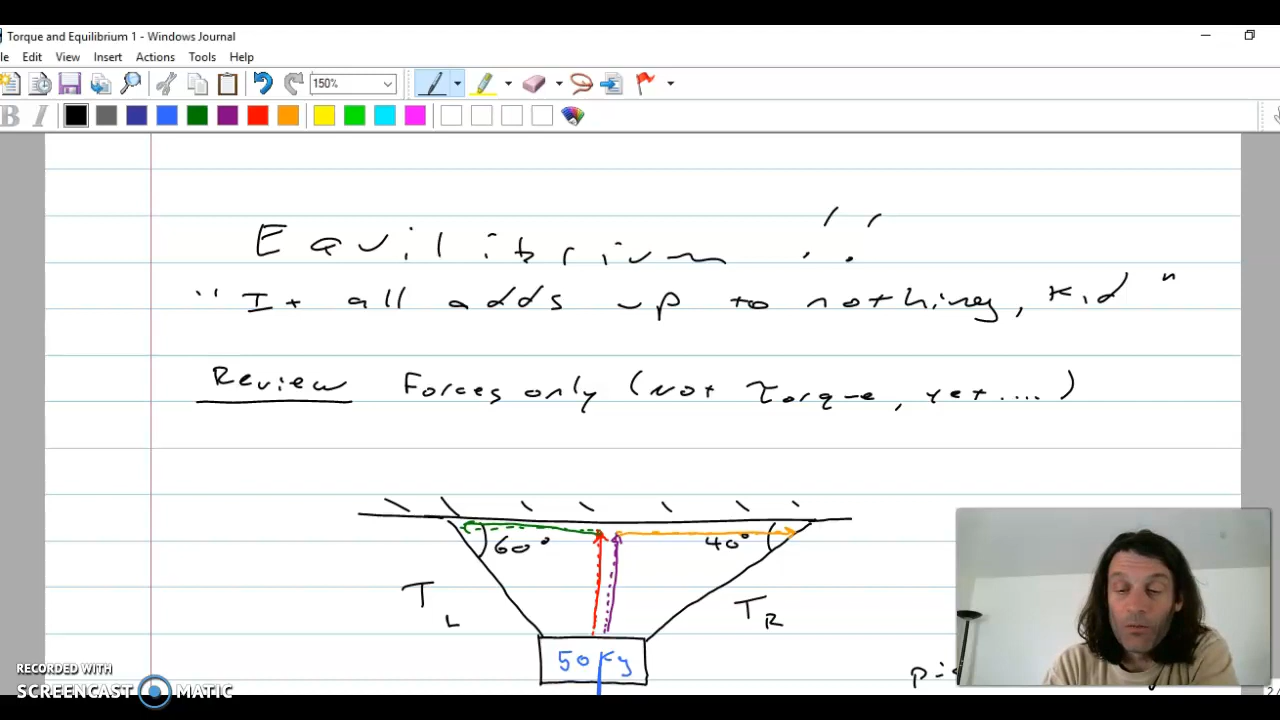 Torque and Equilibrium 1 - Windows Journal
le Edit View Insert Actions Tools Help
150%
B I
Equilibrium
"It all adds up to nothing, kid"
Review Forces only (Not Torque, yet....)
60° 40°
T L T R
50 Kg
RECORDED WITH
SCREENCAST MATIC